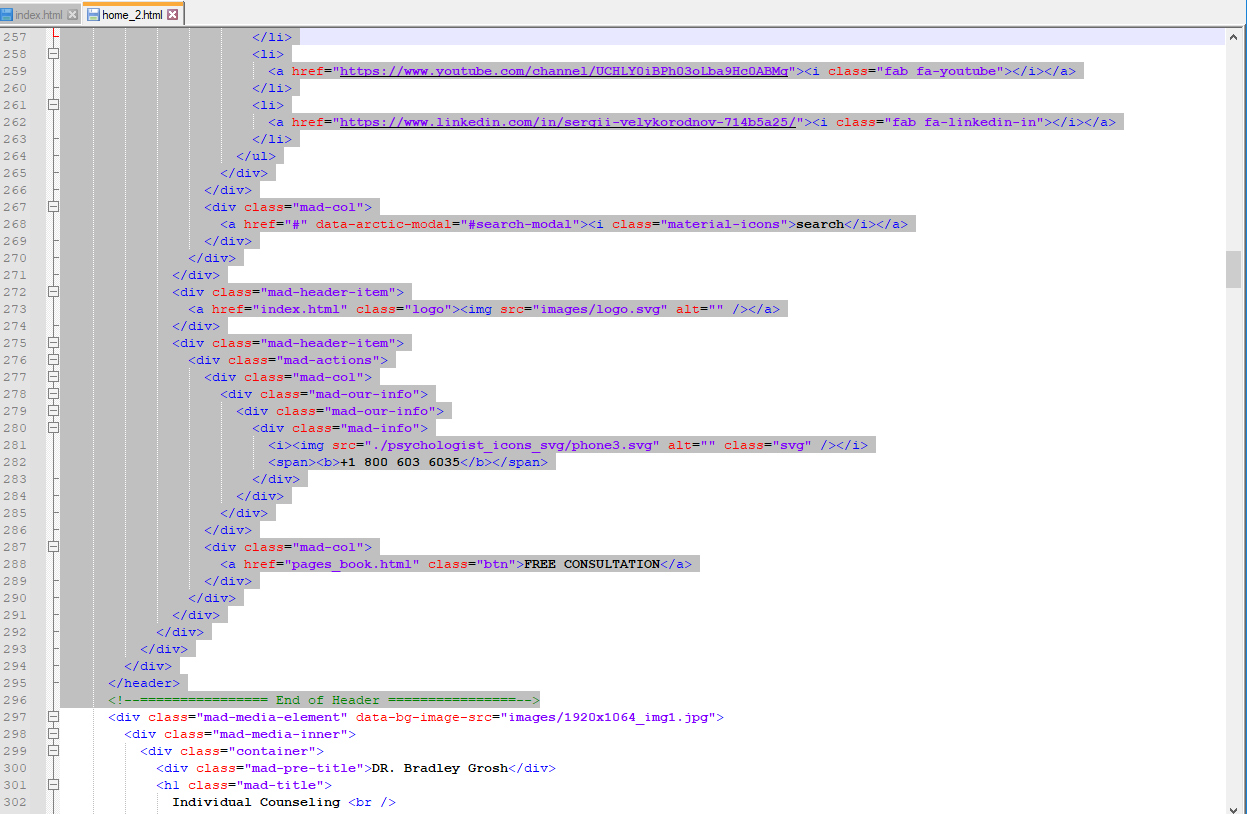 index.html home_2.html
257 </li>
258 <li>
259 <a href="https://www.youtube.com/channel/UCHLY0iBPh03oLba9Hc0ABMg"><i class="fab fa-youtube"></i></a>
260 </li>
261 <li>
262 <a href="https://www.linkedin.com/in/sergii-velykorodnov-714b5a25/"><i class="fab fa-linkedin-in"></i></a>
263 </li>
264 </ul>
265 </div>
266 </div>
267 <div class="mad-col">
268 <a href="#" data-arctic-modal="#search-modal"><i class="material-icons">search</i></a>
269 </div>
270 </div>
271 </div>
272 <div class="mad-header-item">
273 <a href="index.html" class="logo"><img src="images/logo.svg" alt="" /></a>
274 </div>
275 <div class="mad-header-item">
276 <div class="mad-actions">
277 <div class="mad-col">
278 <div class="mad-our-info">
279 <div class="mad-our-info">
280 <div class="mad-info">
281 <i><img src="./psychologist_icons_svg/phone3.svg" alt="" class="svg" /></i>
282 <span><b>+1 800 603 6035</b></span>
283 </div>
284 </div>
285 </div>
286 </div>
287 <div class="mad-col">
288 <a href="pages_book.html" class="btn">FREE CONSULTATION</a>
289 </div>
290 </div>
291 </div>
292 </div>
293 </div>
294 </div>
295 </header>
296 <!--================ End of Header ================-->
297 <div class="mad-media-element" data-bg-image-src="images/1920x1064_img1.jpg">
298 <div class="mad-media-inner">
299 <div class="container">
300 <div class="mad-pre-title">DR. Bradley Grosh</div>
301 <h1 class="mad-title">
302 Individual Counseling <br />